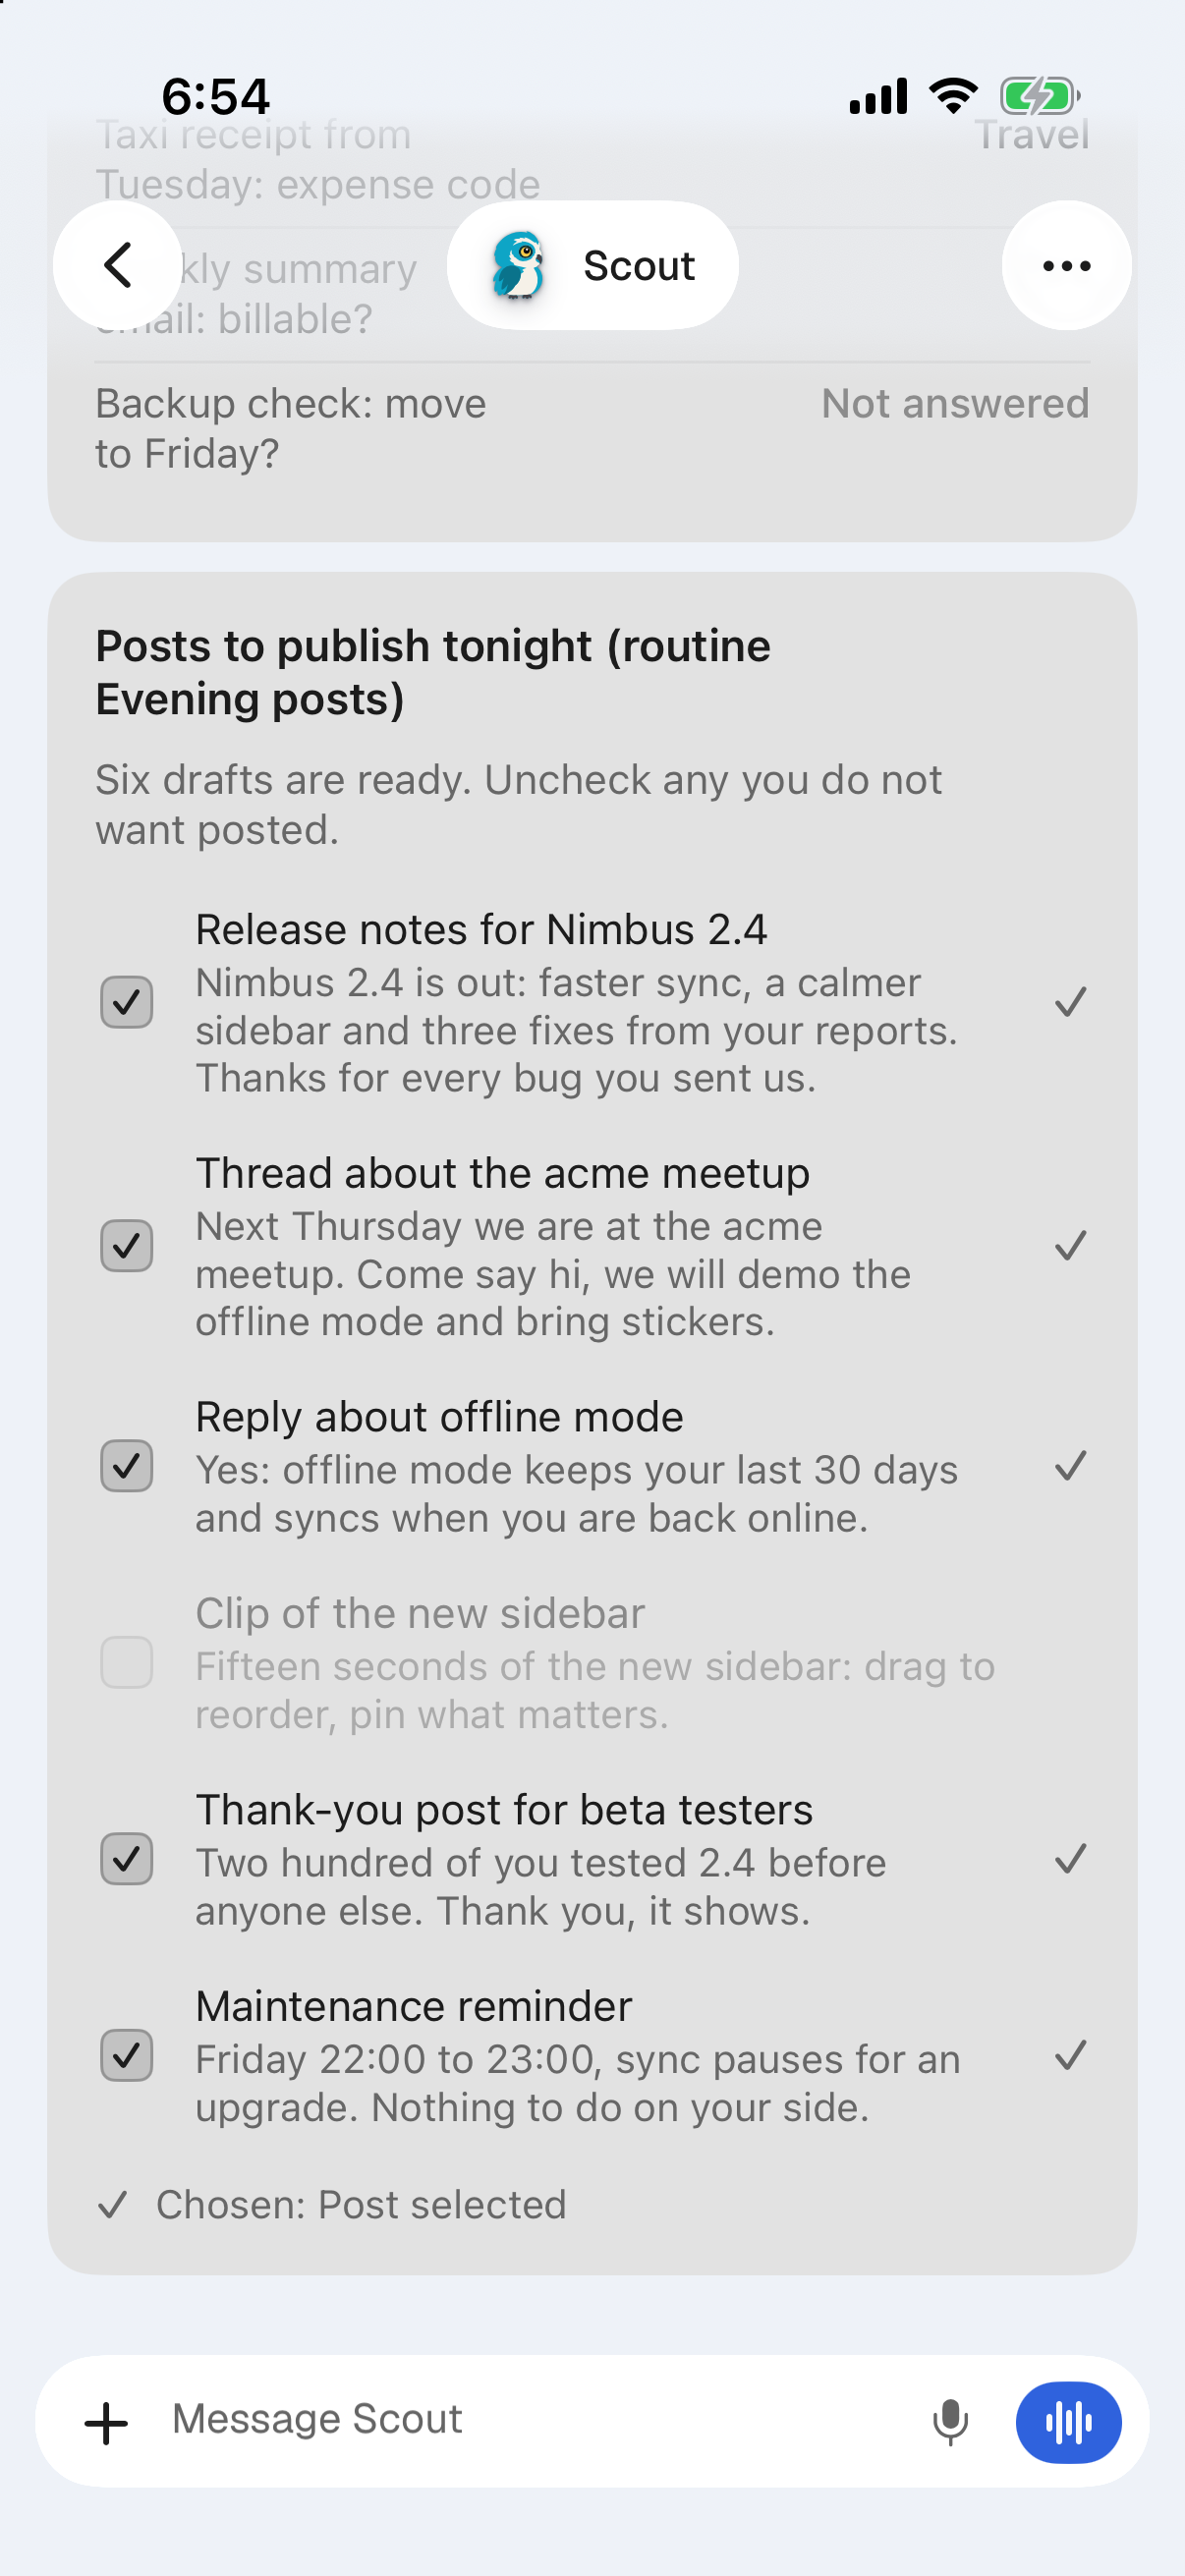 6:54
Taxi receipt from
Travel
Tuesday: expense code
kly summary
Scout
email: billable?
Backup check: move
to Friday?
Not answered
Posts to publish tonight (routine
Evening posts)
Six drafts are ready. Uncheck any you do not
want posted.
Release notes for Nimbus 2.4
Nimbus 2.4 is out: faster sync, a calmer
sidebar and three fixes from your reports.
Thanks for every bug you sent us.
Thread about the acme meetup
Next Thursday we are at the acme
meetup. Come say hi, we will demo the
offline mode and bring stickers.
Reply about offline mode
Yes: offline mode keeps your last 30 days
and syncs when you are back online.
Clip of the new sidebar
Fifteen seconds of the new sidebar: drag to
reorder, pin what matters.
Thank-you post for beta testers
Two hundred of you tested 2.4 before
anyone else. Thank you, it shows.
Maintenance reminder
Friday 22:00 to 23:00, sync pauses for an
upgrade. Nothing to do on your side.
Chosen: Post selected
Message Scout